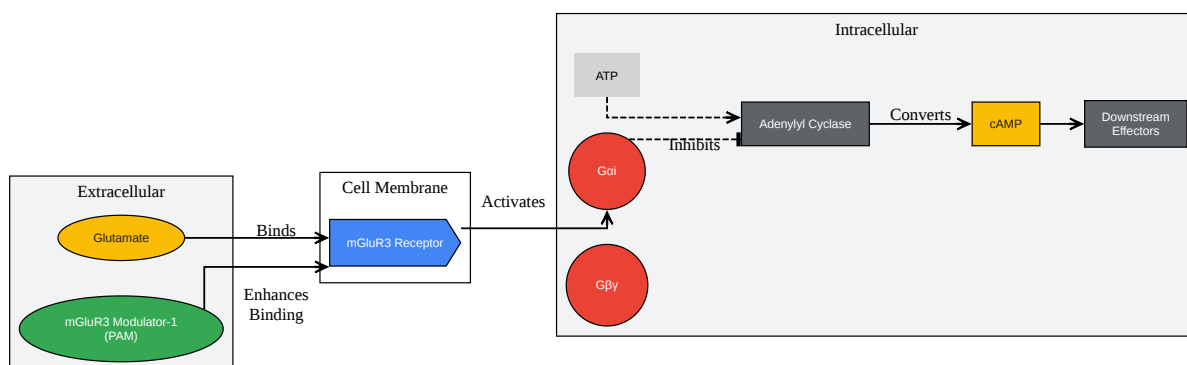 Extracellular
Glutamate
mGluR3 Modulator-1
(PAM)
Binds
Enhances
Binding
Cell Membrane
mGluR3 Receptor
Activates
Intracellular
ATP
Gαi
Gβγ
Inhibits
Adenylyl Cyclase
Converts
cAMP
Downstream
Effectors